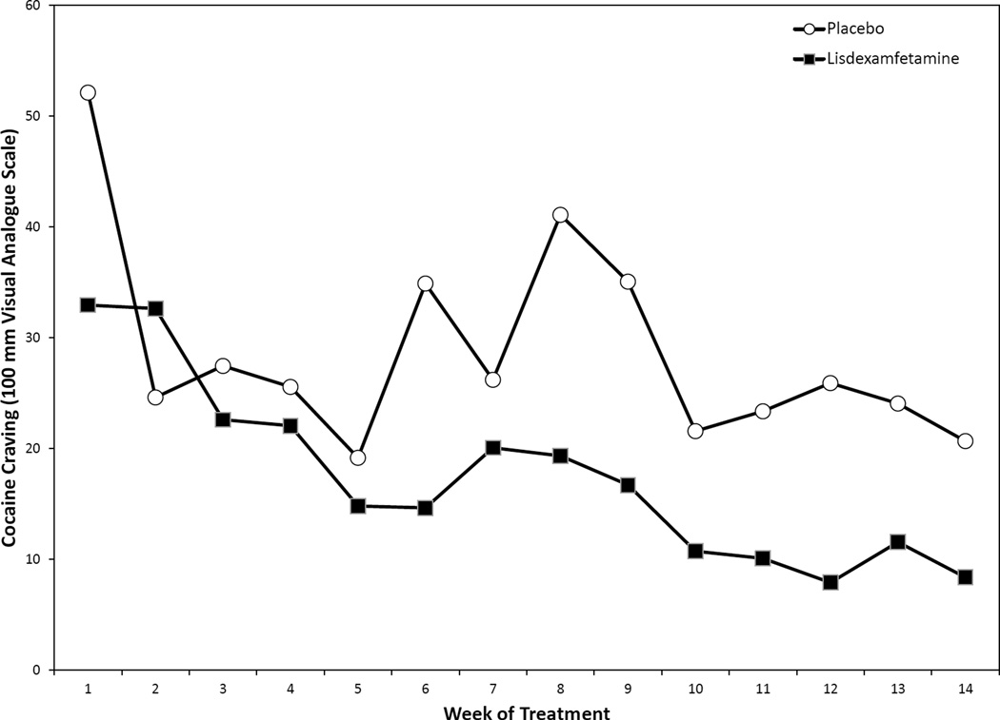 60
50
40
30
20
10
0
Cocaine Craving (100 mm Visual Analogue Scale)
Placebo
Lisdexamfetamine
1 2 3 4 5 6 7 8 9 10 11 12 13 14
Week of Treatment